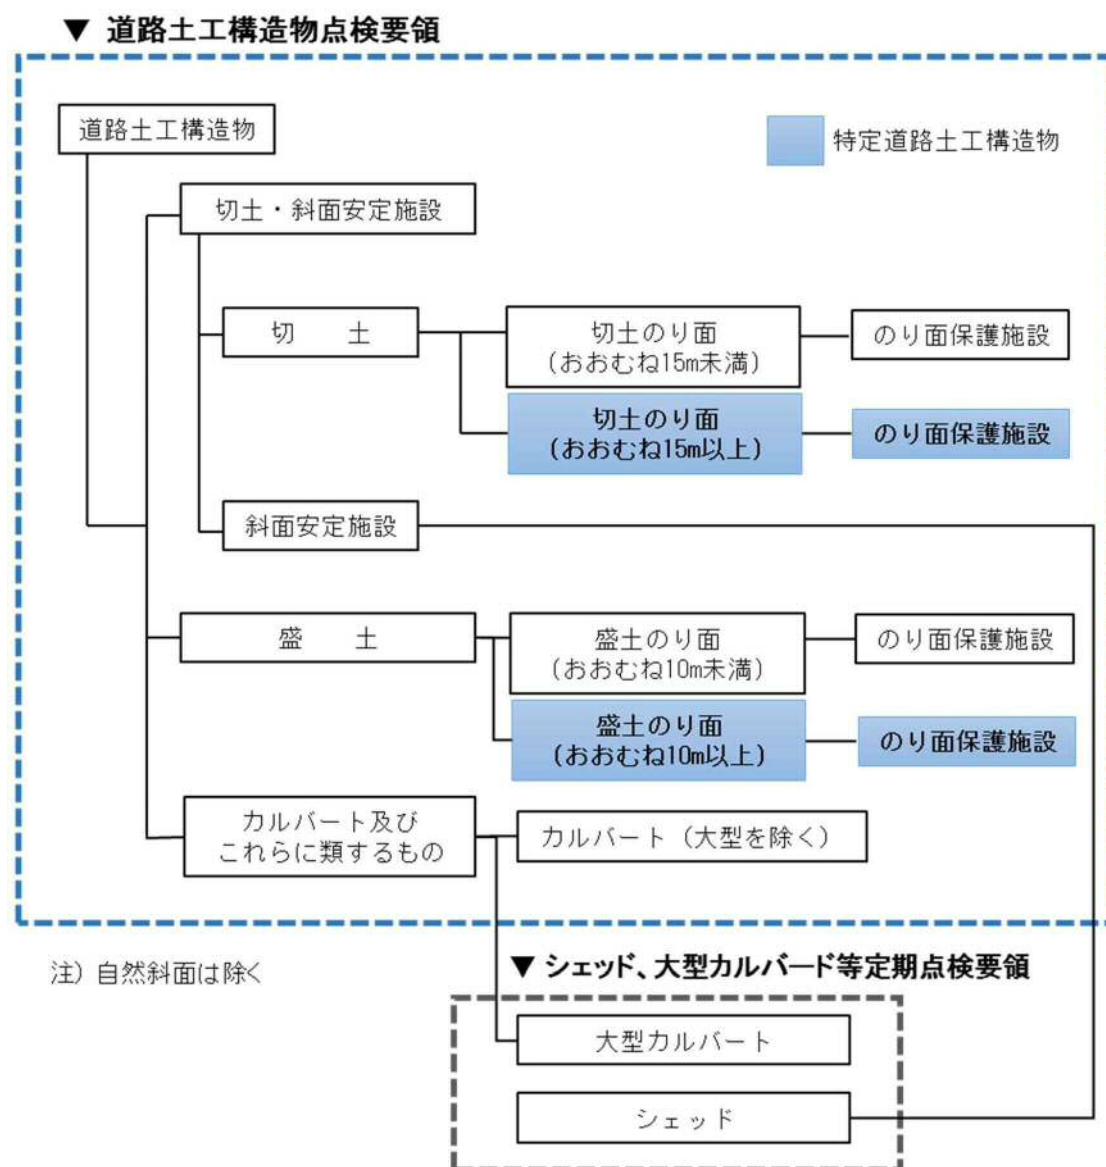 ▼ 道路土工構造物点検要領
道路土工構造物
特定道路土工構造物
切土・斜面安定施設
切　　土
切土のり面
(おおむね15m未満)
のり面保護施設
切土のり面
(おおむね15m以上)
のり面保護施設
斜面安定施設
盛　　土
盛土のり面
(おおむね10m未満)
のり面保護施設
盛土のり面
(おおむね10m以上)
のり面保護施設
カルバート及び
これらに類するもの
カルバート（大型を除く）
注）自然斜面は除く
▼ シェッド、大型カルバード等定期点検要領
大型カルバート
シェッド